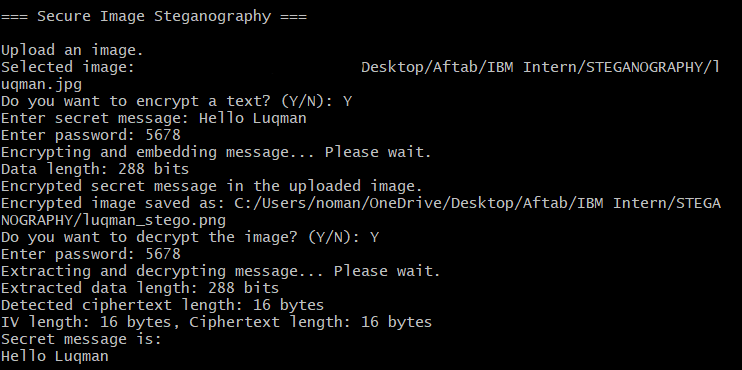 === Secure Image Steganography ===
Upload an image.
Selected image: Desktop/Aftab/IBM Intern/STEGANOGRAPHY/l
uqman.jpg
Do you want to encrypt a text? (Y/N): Y
Enter secret message: Hello Luqman
Enter password: 5678
Encrypting and embedding message... Please wait.
Data length: 288 bits
Encrypted secret message in the uploaded image.
Encrypted image saved as: C:/Users/noman/OneDrive/Desktop/Aftab/IBM Intern/STEGA
NOGRAPHY/luqman_stego.png
Do you want to decrypt the image? (Y/N): Y
Enter password: 5678
Extracting and decrypting message... Please wait.
Extracted data length: 288 bits
Detected ciphertext length: 16 bytes
IV length: 16 bytes, Ciphertext length: 16 bytes
Secret message is:
Hello Luqman